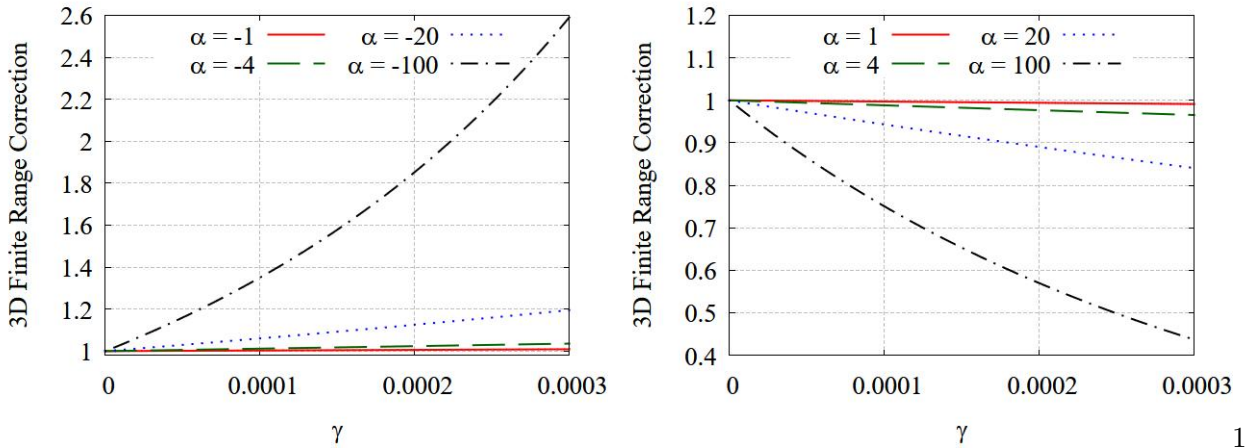 2.6
2.4
2.2
2
1.8
1.6
1.4
1.2
1
3D Finite Range Correction
α = -1 α = -20
α = -4 α = -100
0 0.0001 0.0002 0.0003
γ
1.2
1.1
1
0.9
0.8
0.7
0.6
0.5
0.4
3D Finite Range Correction
α = 1 α = 20
α = 4 α = 100
0 0.0001 0.0002 0.0003
γ
1